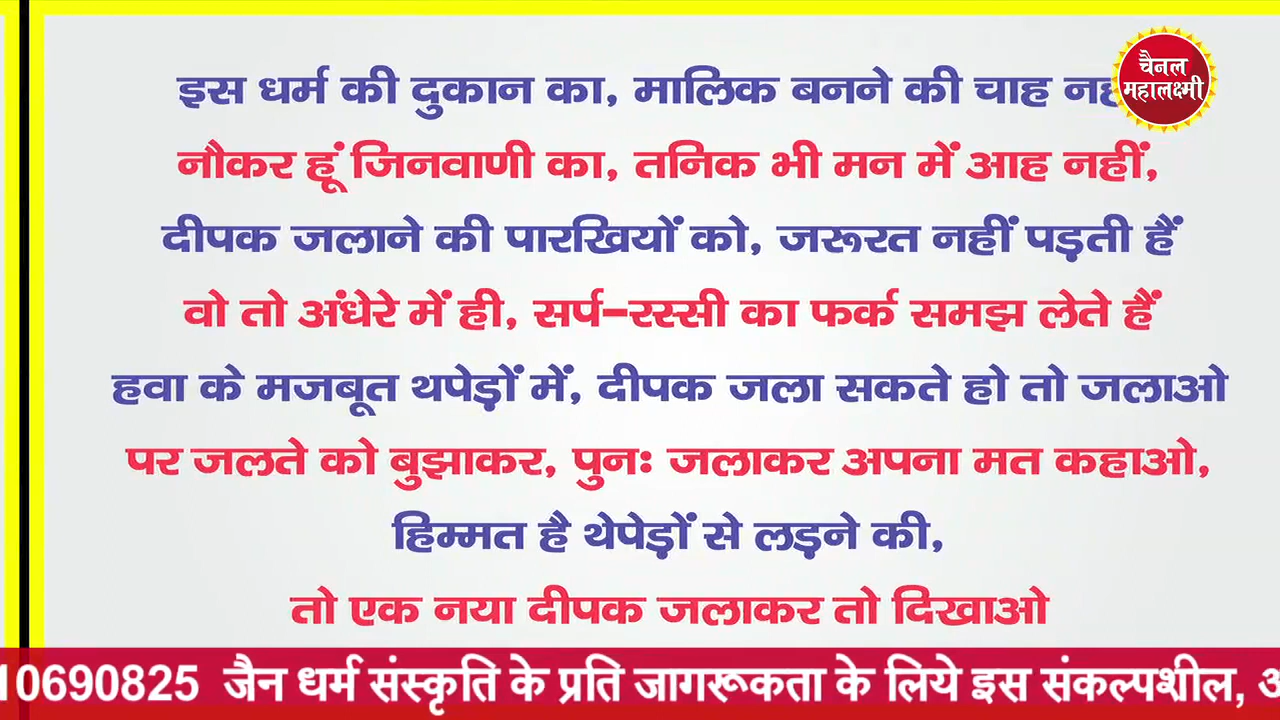 इस धर्म की दुकान का, मालिक बनने की चाह
चैनल
महालक्ष्मी
नौकर हूं जिनवाणी का, तनिक भी मन में आह नहीं,
दीपक जलाने की पारखियों को, जरूरत नहीं पड़ती हैं
वो तो अंधेरे में ही, सर्प-रस्सी का फर्क समझ लेते हैं
हवा के मजबूत थपेड़ों में, दीपक जला सकते हो तो जलाओ
पर जलते को बुझाकर, पुनः जलाकर अपना मत कहाओ,
हिम्मत है थेपेड़ों से लड़ने की,
तो एक नया दीपक जलाकर तो दिखाओ
10690825 जैन धर्म संस्कृति के प्रति जागरूकता के लिये इस संकल्पशील,